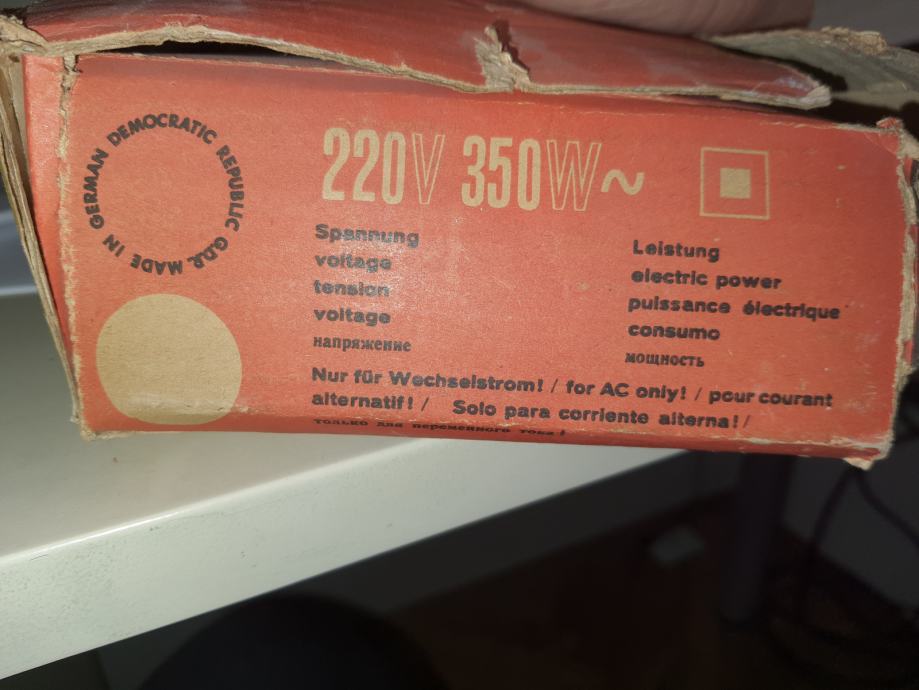 MADE IN GERMAN DEMOCRATIC REPUBLIC G.D.R.
220V 350W~
Spannung
voltage
tension
voltage
напряжение
Leistung
electric power
puissance électrique
consumo
мощность
Nur für Wechselstrom! / for AC only! / pour courant
alternatif! / Solo para corriente alterna! /
только для переменного тока!